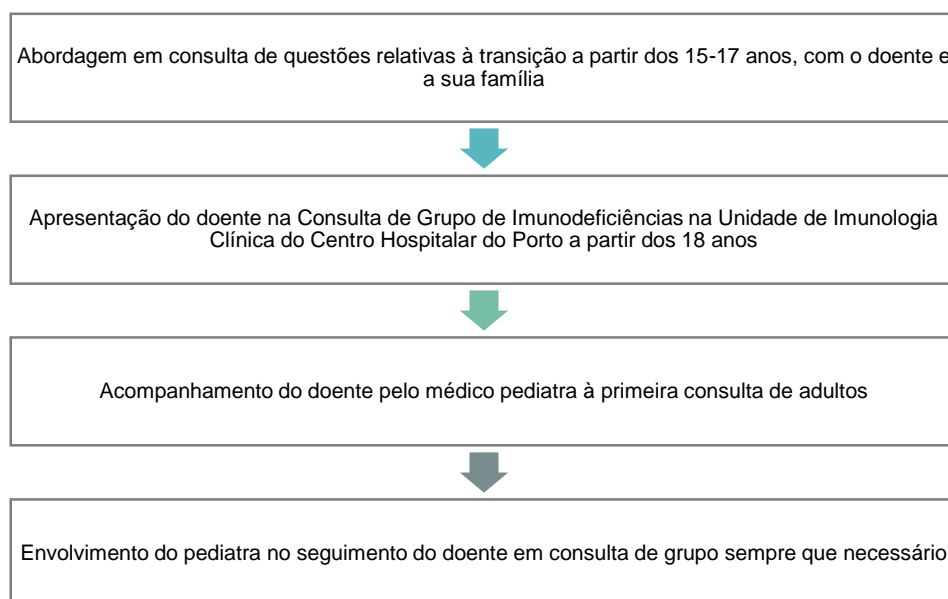 Abordagem em consulta de questões relativas à transição a partir dos 15-17 anos, com o doente e
a sua família
Apresentação do doente na Consulta de Grupo de Imunodeficiências na Unidade de Imunologia
Clínica do Centro Hospitalar do Porto a partir dos 18 anos
Acompanhamento do doente pelo médico pediatra à primeira consulta de adultos
Envolvimento do pediatra no seguimento do doente em consulta de grupo sempre que necessário